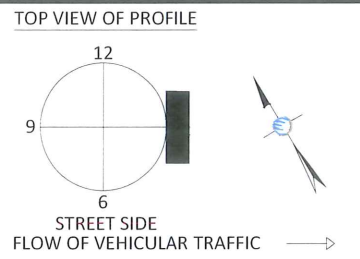 TOP VIEW OF PROFILE
12
9
6
STREET SIDE
FLOW OF VEHICULAR TRAFFIC